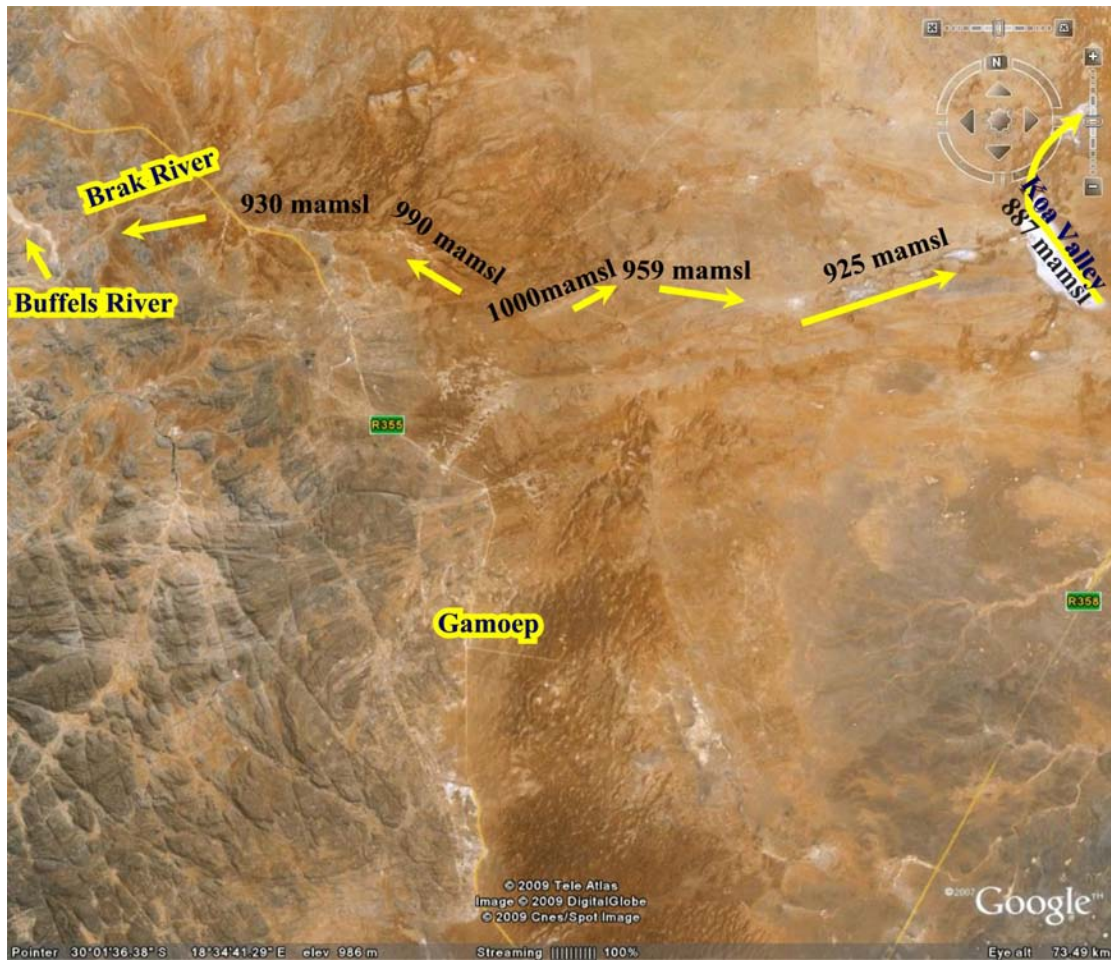 N
Brak River
930 mamsl
990 mamsl
1000mamsl
959 mamsl
925 mamsl
Koa Valley
887 mamsl
Buffels River
R355
R358
Gamoep
© 2009 Tele Atlas
Image © 2009 DigitalGlobe
© 2009 Cnes/Spot Image
©2007 Google™
Pointer 30°01'36.38" S 18°34'41.29" E elev 986 m Streaming 100% Eye alt 73.49 km